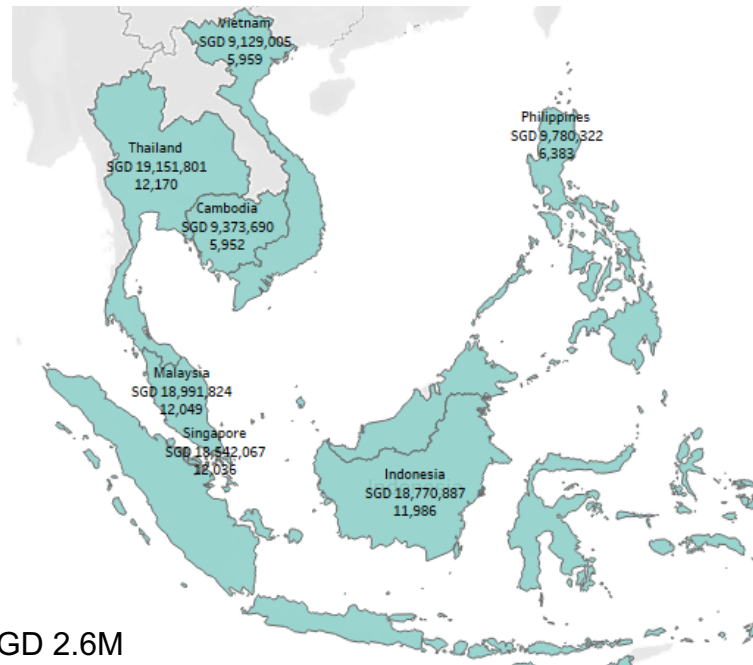 Vietnam
SGD 9,129,005
5,959
Philippines
SGD 9,780,322
6,383
Thailand
SGD 19,151,801
12,170
Cambodia
SGD 9,373,690
5,952
Malaysia
SGD 18,991,824
12,049
Singapore
SGD 18,542,067
12,036
Indonesia
SGD 18,770,887
11,986
GD 2.6M